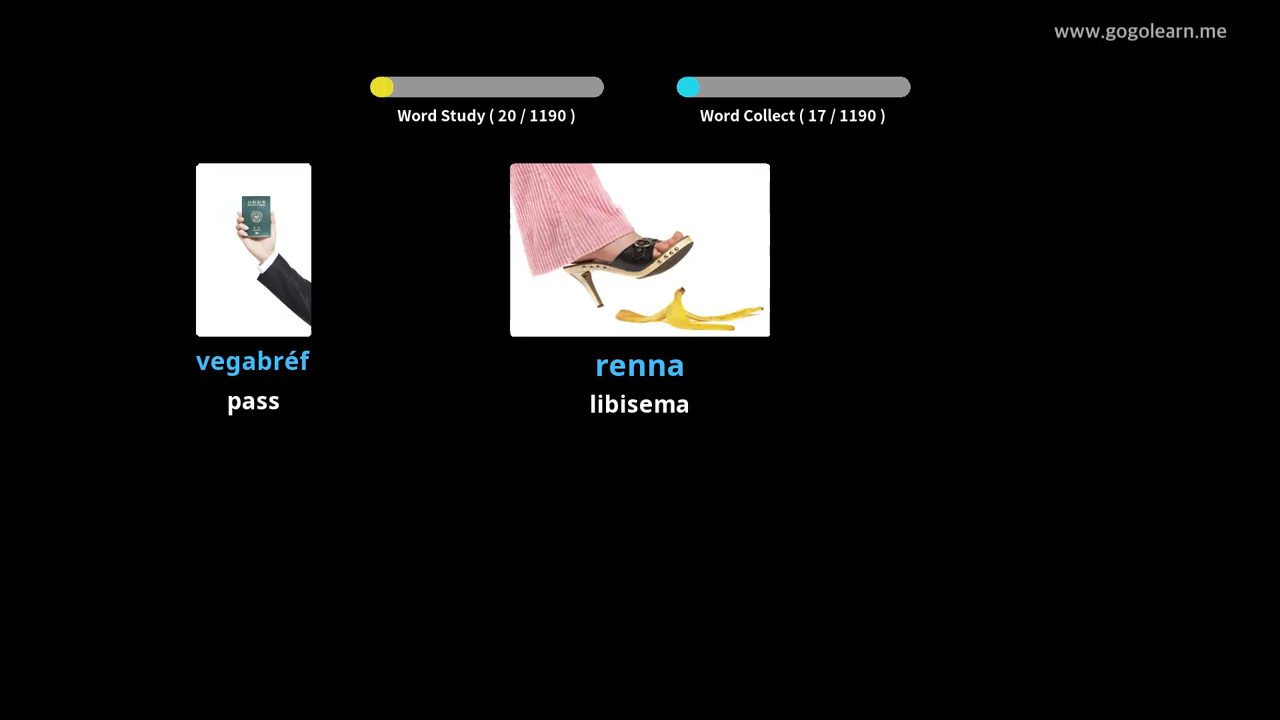 www.gogolearn.me
Word Study ( 20 / 1190 )
Word Collect ( 17 / 1190 )
vegabréf
pass
renna
libisema